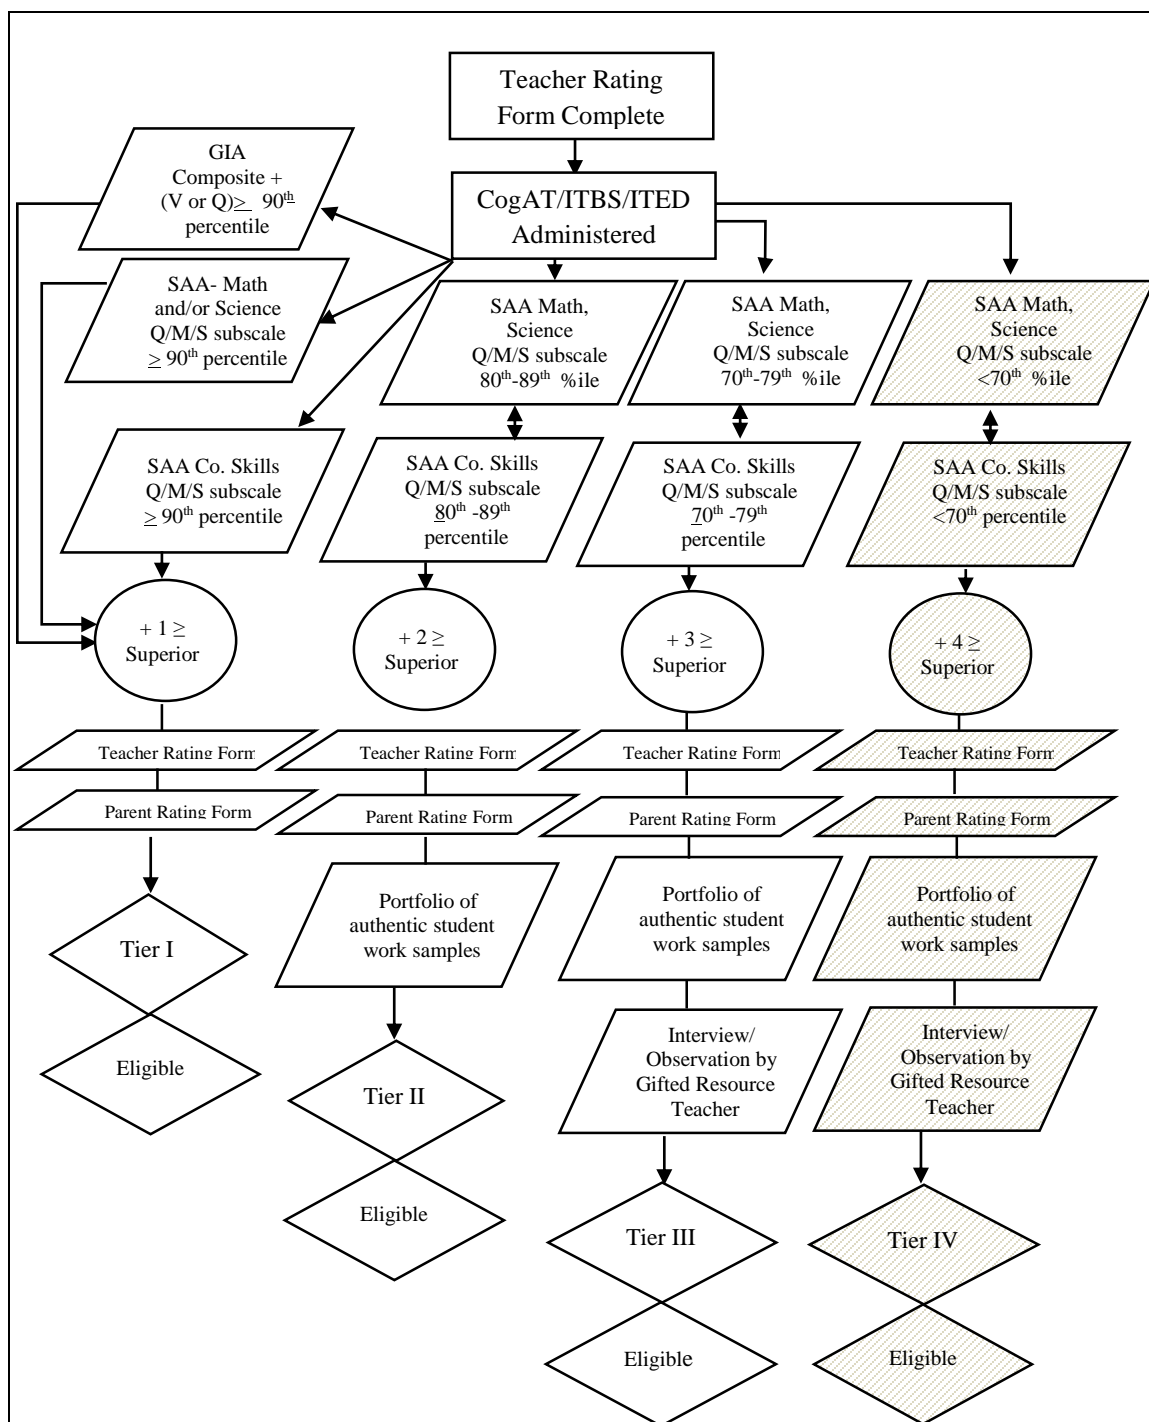 Teacher Rating
Form Complete
CogAT/ITBS/ITED
Administered
GIA
Composite +
(V or Q)≥ 90th
percentile
SAA- Math
and/or Science
Q/M/S subscale
≥ 90th percentile
SAA Co. Skills
Q/M/S subscale
≥ 90th percentile
SAA Math,
Science
Q/M/S subscale
80th-89th %ile
SAA Math,
Science
Q/M/S subscale
70th-79th %ile
SAA Math,
Science
Q/M/S subscale
<70th %ile
SAA Co. Skills
Q/M/S subscale
80th -89th
percentile
SAA Co. Skills
Q/M/S subscale
70th -79th
percentile
SAA Co. Skills
Q/M/S subscale
<70th percentile
+ 1 ≥
Superior
+ 2 ≥
Superior
+ 3 ≥
Superior
+ 4 ≥
Superior
Teacher Rating Form
Teacher Rating Form
Teacher Rating Form
Teacher Rating Form
Parent Rating Form
Parent Rating Form
Parent Rating Form
Parent Rating Form
Portfolio of
authentic student
work samples
Portfolio of
authentic student
work samples
Portfolio of
authentic student
work samples
Interview/
Observation by
Gifted Resource
Teacher
Interview/
Observation by
Gifted Resource
Teacher
Tier I
Eligible
Tier II
Eligible
Tier III
Eligible
Tier IV
Eligible